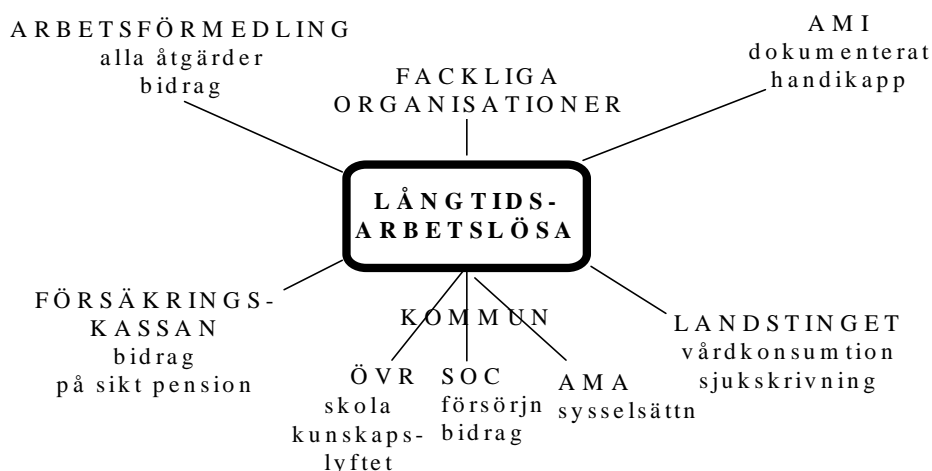 ARBETSFÖRMEDLING
alla åtgärder
bidrag
FACKLIGA
ORGANISATIONER
AMI
dokumenterat
handikapp
LÅNGTIDS-
ARBETSLÖSA
FÖRSÄKRINGS-
KASSAN
bidrag
på sikt pension
KOMMUN
ÖVR
skola
kunskaps-
lyftet
SOC
försörjn
bidrag
AMA
sysselsättn
LANDSTINGET
vårdkonsumtion
sjukskrivning